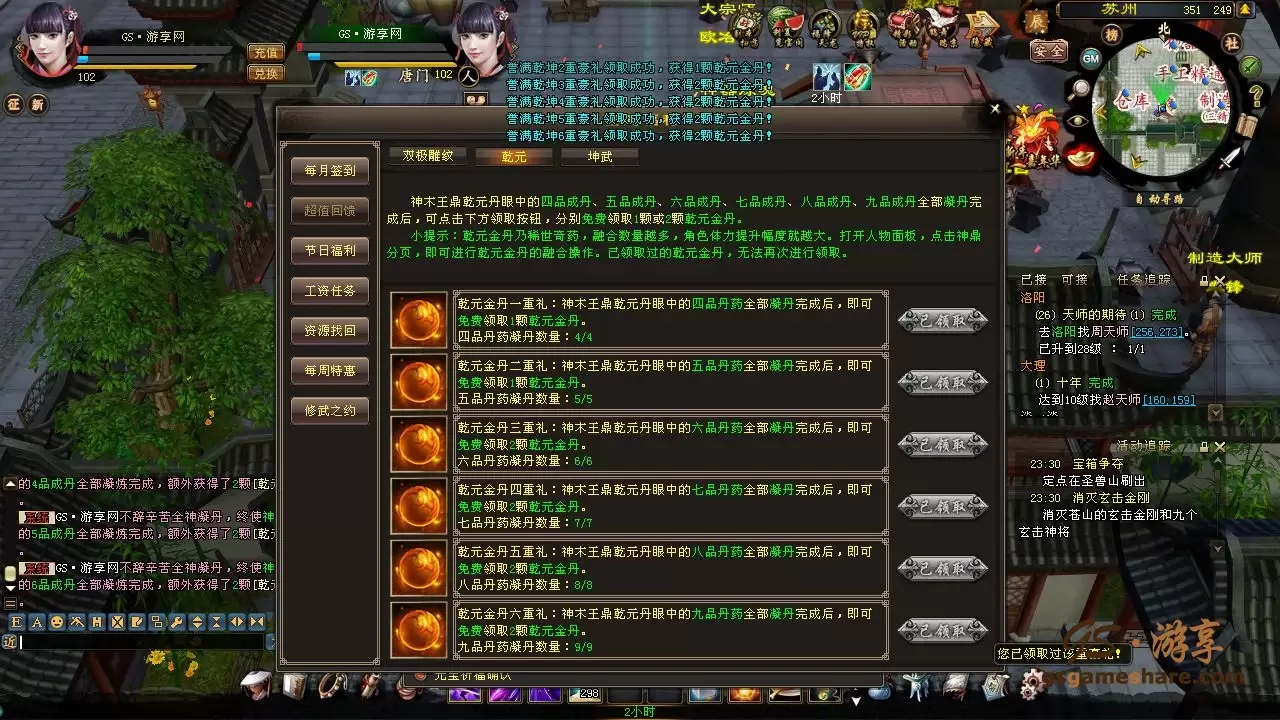 GS·游享网
102
充值
兑换
征 新
GS·游享网
唐门 102
大宗师
苏州 351 249
安全
GM
北
榜
社
仓库
自动寻路
2小时
誉满乾坤2重豪礼领取成功，获得1颗乾元金丹！
誉满乾坤3重豪礼领取成功，获得2颗乾元金丹！
誉满乾坤4重豪礼领取成功，获得2颗乾元金丹！
誉满乾坤5重豪礼领取成功，获得2颗乾元金丹！
誉满乾坤6重豪礼领取成功，获得2颗乾元金丹！
每月签到
超值回馈
节日福利
工资任务
资源找回
每周特惠
修武之约
双极雕纹 乾元 坤武
神木王鼎乾元丹眼中的四品成丹、五品成丹、六品成丹、七品成丹、八品成丹、九品成丹全部凝丹完
成后，可点击下方领取按钮，分别免费领取1颗或2颗乾元金丹。
小提示：乾元金丹乃稀世奇药，融合数量越多，角色体力提升幅度就越大。打开人物面板，点击神鼎
分页，即可进行乾元金丹的融合操作。已领取过的乾元金丹，无法再次进行领取。
乾元金丹一重礼：神木王鼎乾元丹眼中的四品丹药全部凝丹完成后，即可
免费领取1颗乾元金丹。
四品丹药凝丹数量：4/4
已领取
乾元金丹二重礼：神木王鼎乾元丹眼中的五品丹药全部凝丹完成后，即可
免费领取1颗乾元金丹。
五品丹药凝丹数量：5/5
已领取
乾元金丹三重礼：神木王鼎乾元丹眼中的六品丹药全部凝丹完成后，即可
免费领取2颗乾元金丹。
六品丹药凝丹数量：6/6
已领取
乾元金丹四重礼：神木王鼎乾元丹眼中的七品丹药全部凝丹完成后，即可
免费领取2颗乾元金丹。
七品丹药凝丹数量：7/7
已领取
乾元金丹五重礼：神木王鼎乾元丹眼中的八品丹药全部凝丹完成后，即可
免费领取2颗乾元金丹。
八品丹药凝丹数量：8/8
已领取
乾元金丹六重礼：神木王鼎乾元丹眼中的九品丹药全部凝丹完成后，即可
免费领取2颗乾元金丹。
九品丹药凝丹数量：9/9
已领取
制造大师
已接 可接 任务追踪
洛阳
(26) 天师的期待(1) 完成
去洛阳找周天师[256,273]。
已升到28级 ： 1/1
大理
(1) 十年 完成
达到10级找赵天师[160,159]
活动追踪
23:30 宝箱争夺
定点在圣兽山刷出
23:30 消灭玄击金刚
消灭苍山的玄击金刚和九个
玄击神将
的4品成丹全部凝炼完成，额外获得了2颗[乾元
。
系统 GS·游享网不辞辛苦全神凝丹，终使神
的5品成丹全部凝炼完成，额外获得了2颗[乾元
。
系统 GS·游享网不辞辛苦全神凝丹，终使神
的6品成丹全部凝炼完成，额外获得了2颗[乾元
。
近
元宝祈福确认
298
2小时
您已领取过该重豪礼！
GS·游享
gsgameshare.com